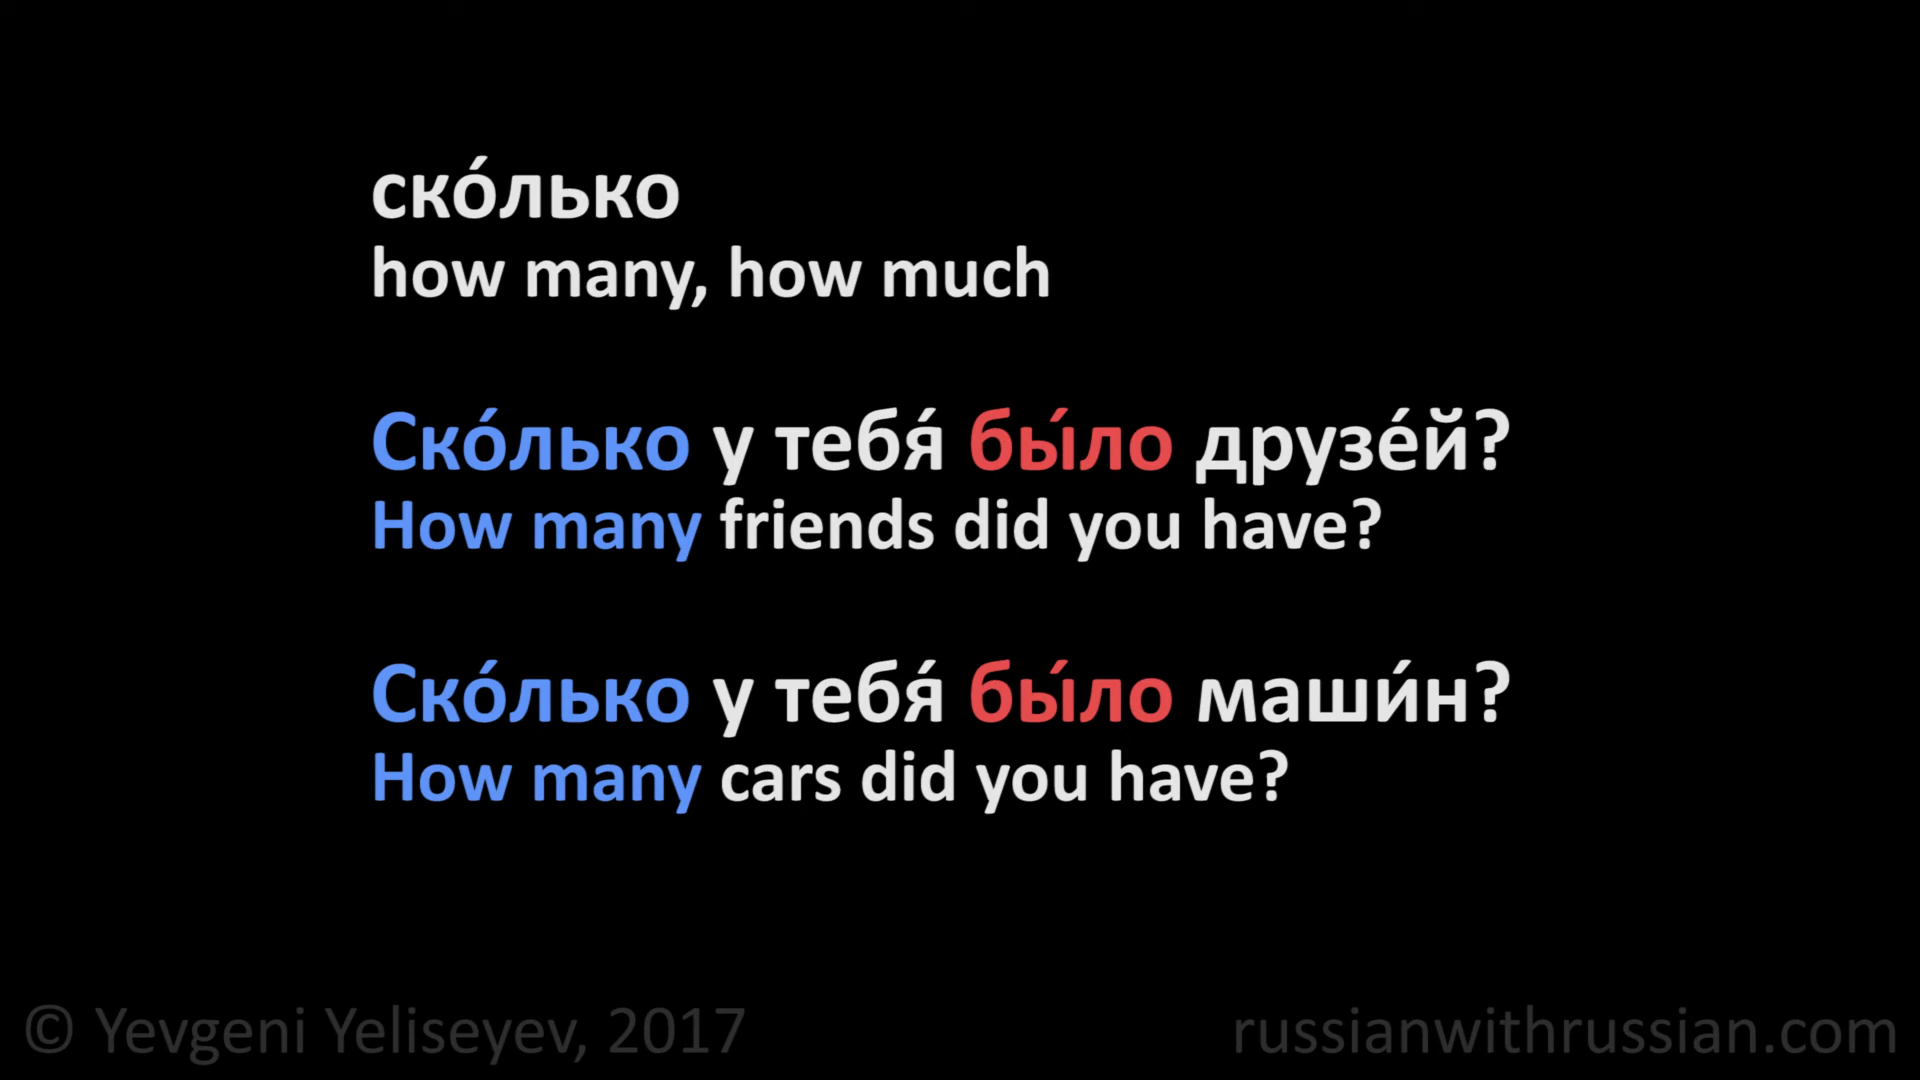 ско́лько
how many, how much
Ско́лько у тебя́ бы́ло друзе́й?
How many friends did you have?
Ско́лько у тебя́ бы́ло маши́н?
How many cars did you have?
© Yevgeni Yeliseyev, 2017
russianwithrussian.com